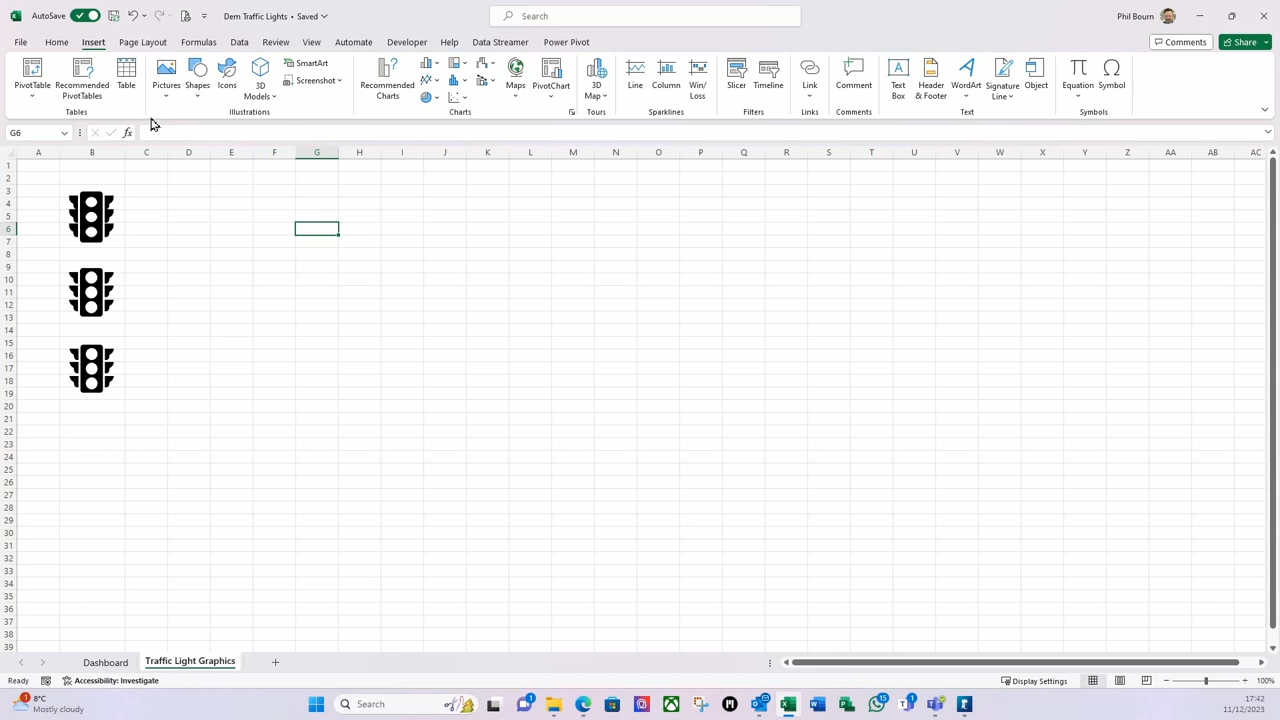 AutoSave
Dem Traffic Lights • Saved
Search
Phil Bourn
File Home Insert Page Layout Formulas Data Review View Automate Developer Help Data Streamer Power Pivot
Comments
Share
PivotTable
Recommended PivotTables
Table
Tables
Pictures
Shapes
Icons
3D Models
SmartArt
Screenshot
Illustrations
Recommended Charts
Maps
PivotChart
Charts
3D Map
Tours
Line
Column
Win/Loss
Sparklines
Slicer
Timeline
Filters
Link
Links
Comment
Comments
Text Box
Header & Footer
WordArt
Signature Line
Object
Text
Equation
Symbol
Symbols
G6
fx
A B C D E F G H I J K L M N O P Q R S T U V W X Y Z AA AB AC
1
2
3
4
5
6
7
8
9
10
11
12
13
14
15
16
17
18
19
20
21
22
23
24
25
26
27
28
29
30
31
32
33
34
35
36
37
38
39
Dashboard
Traffic Light Graphics
Ready
Accessibility: Investigate
Display Settings
100%
1
8°C
Mostly cloudy
Search
1
15
17:42
11/12/2023